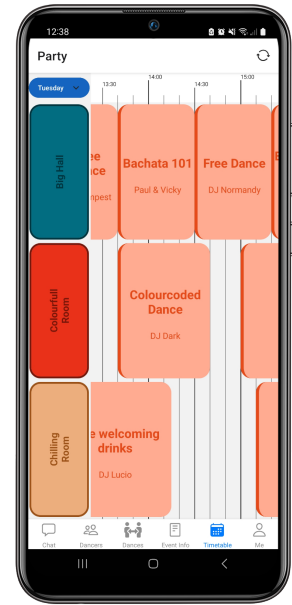 12:38
Party
Tuesday
13:30
14:00
14:30
15:00
Big Hall
ee
ce
npest
Bachata 101
Paul & Vicky
Free Dance
DJ Normandy
Colourfull
Room
Colourcoded
Dance
DJ Dark
Chilling
Room
e welcoming
drinks
DJ Lucio
Chat
Dancers
Dances
Event Info
Timetable
Me